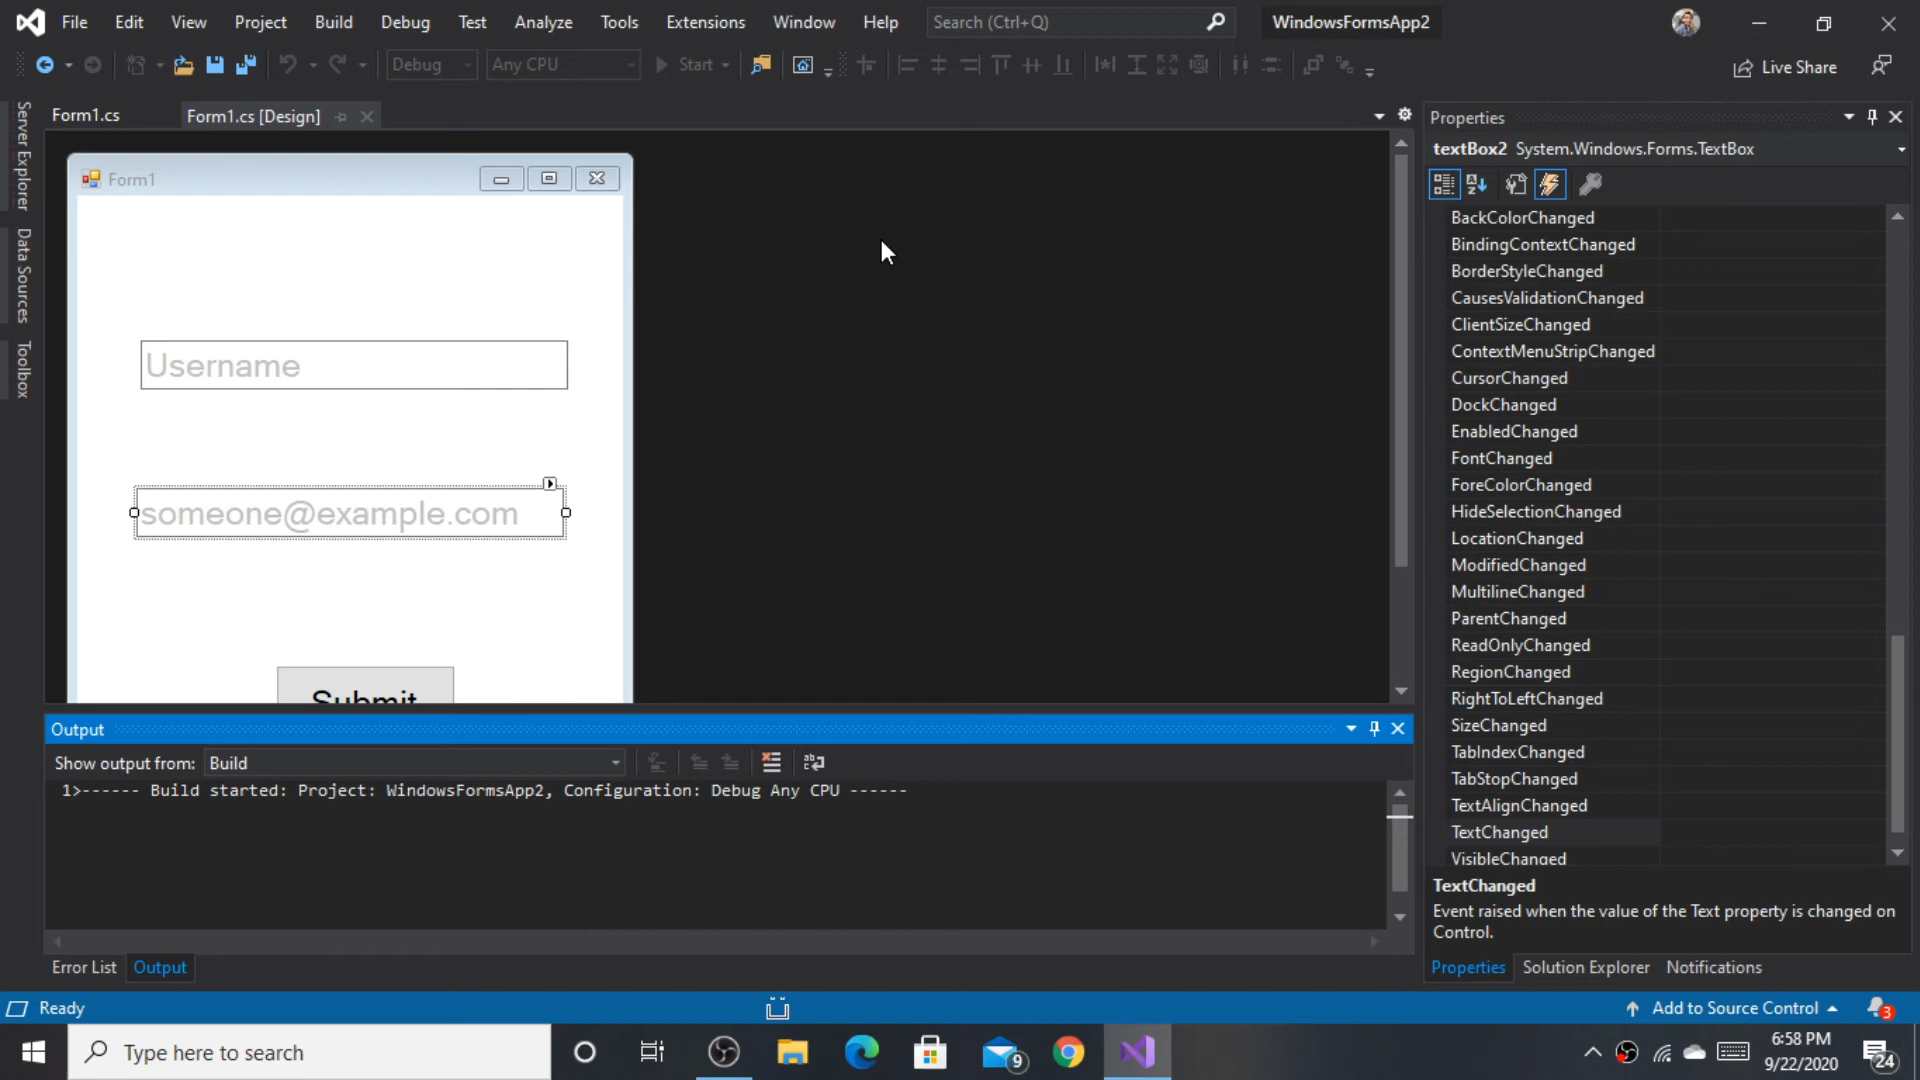 File Edit View Project Build Debug Test Analyze Tools Extensions Window Help Search (Ctrl+Q) WindowsFormsApp2
Debug Any CPU Start Live Share
Server Explorer
Data Sources
Toolbox
Form1.cs Form1.cs [Design]
Form1
Username
someone@example.com
Submit
Output
Show output from: Build
1>------ Build started: Project: WindowsFormsApp2, Configuration: Debug Any CPU ------
Error List Output
Properties
textBox2 System.Windows.Forms.TextBox
BackColorChanged
BindingContextChanged
BorderStyleChanged
CausesValidationChanged
ClientSizeChanged
ContextMenuStripChanged
CursorChanged
DockChanged
EnabledChanged
FontChanged
ForeColorChanged
HideSelectionChanged
LocationChanged
ModifiedChanged
MultilineChanged
ParentChanged
ReadOnlyChanged
RegionChanged
RightToLeftChanged
SizeChanged
TabIndexChanged
TabStopChanged
TextAlignChanged
TextChanged
VisibleChanged
TextChanged
Event raised when the value of the Text property is changed on
Control.
Properties Solution Explorer Notifications
Ready Add to Source Control 3
Type here to search 9 6:58 PM
9/22/2020 24